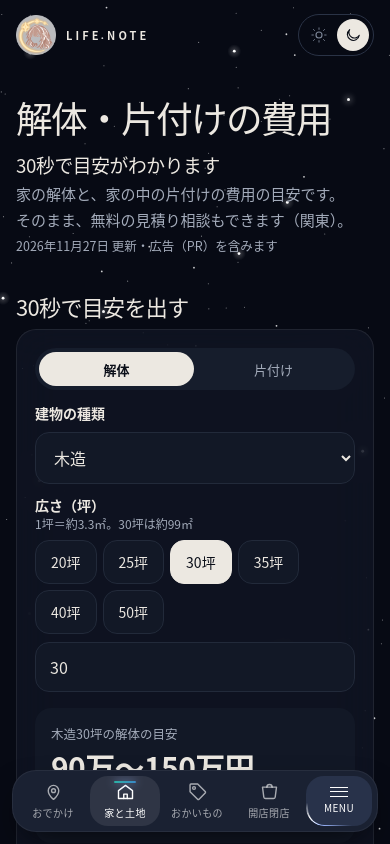 LIFE.NOTE
解体・片付けの費用
30秒で目安がわかります
家の解体と、家の中の片付けの費用の目安です。
そのまま、無料の見積り相談もできます（関東）。
2026年11月27日 更新・広告（PR）を含みます
30秒で目安を出す
解体 片付け
建物の種類
木造
広さ（坪）
1坪＝約3.3㎡。30坪は約99㎡
20坪 25坪 30坪 35坪
40坪 50坪
30
木造30坪の解体の目安
90万〜150万円
おでかけ 家と土地 おかいもの 開店閉店 MENU